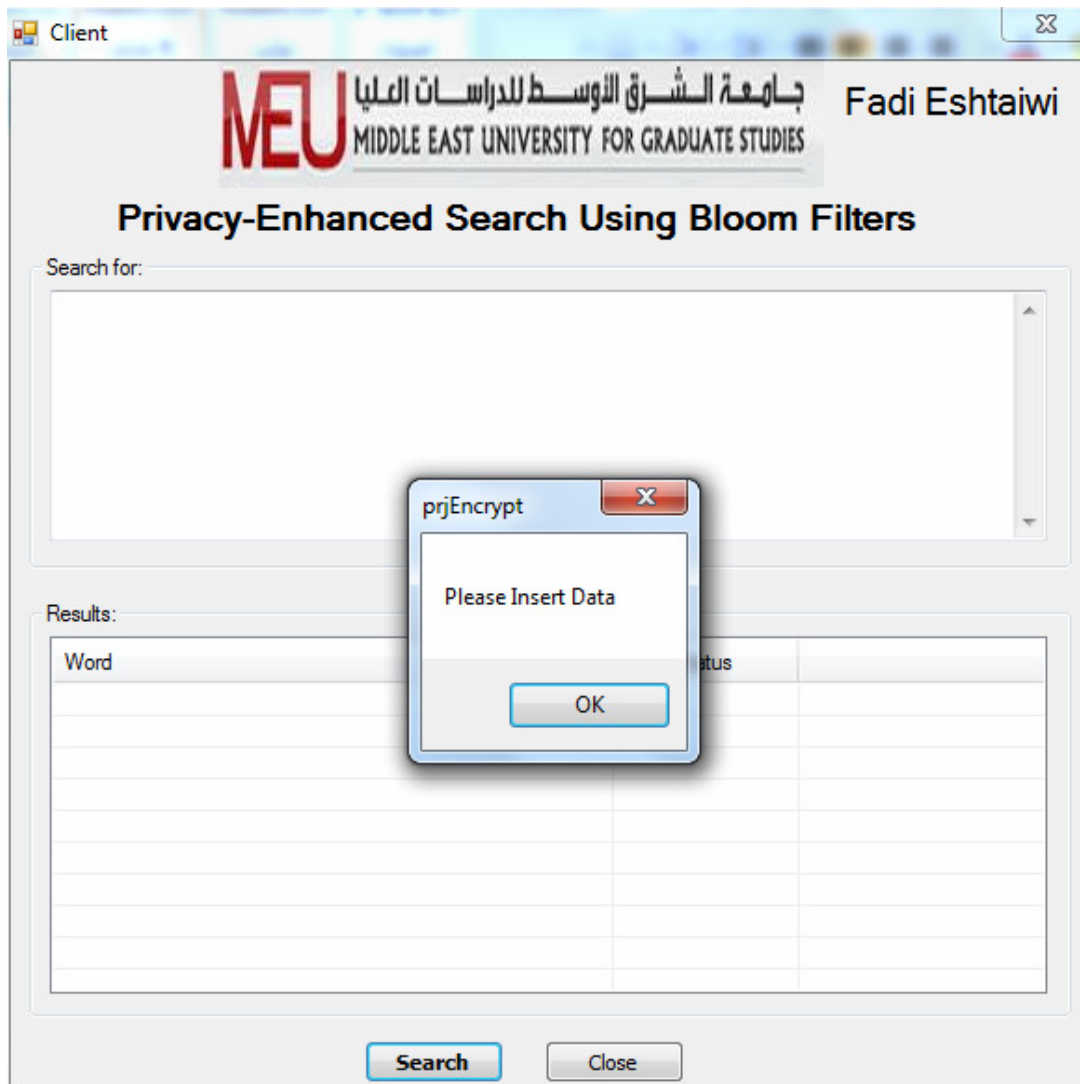 Client
جامعة الشرق الأوسط للدراسات العليا
MEU
MIDDLE EAST UNIVERSITY FOR GRADUATE STUDIES
Fadi Eshtaiwi
Privacy-Enhanced Search Using Bloom Filters
Search for:
prjEncrypt
Please Insert Data
OK
Results:
Word
atus
Search
Close